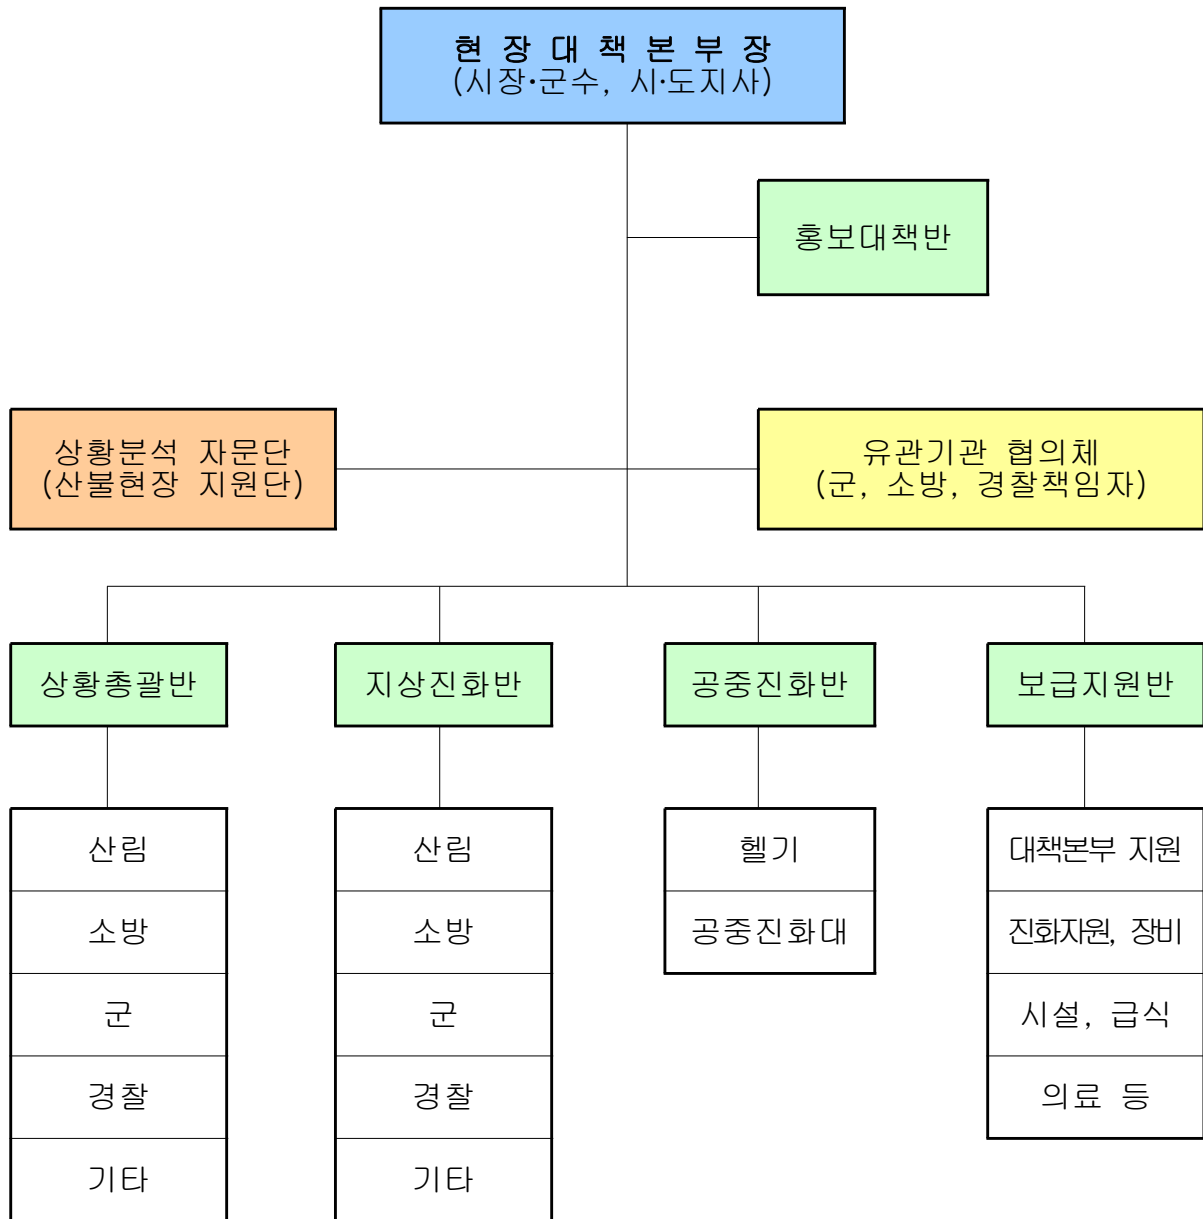 현 장 대 책 본 부 장
(시장·군수, 시·도지사)
홍보대책반
상황분석 자문단
(산불현장 지원단)
유관기관 협의체
(군, 소방, 경찰책임자)
상황총괄반
지상진화반
공중진화반
보급지원반
산림
소방
군
경찰
기타
산림
소방
군
경찰
기타
헬기
공중진화대
대책본부 지원
진화자원, 장비
시설, 급식
의료 등